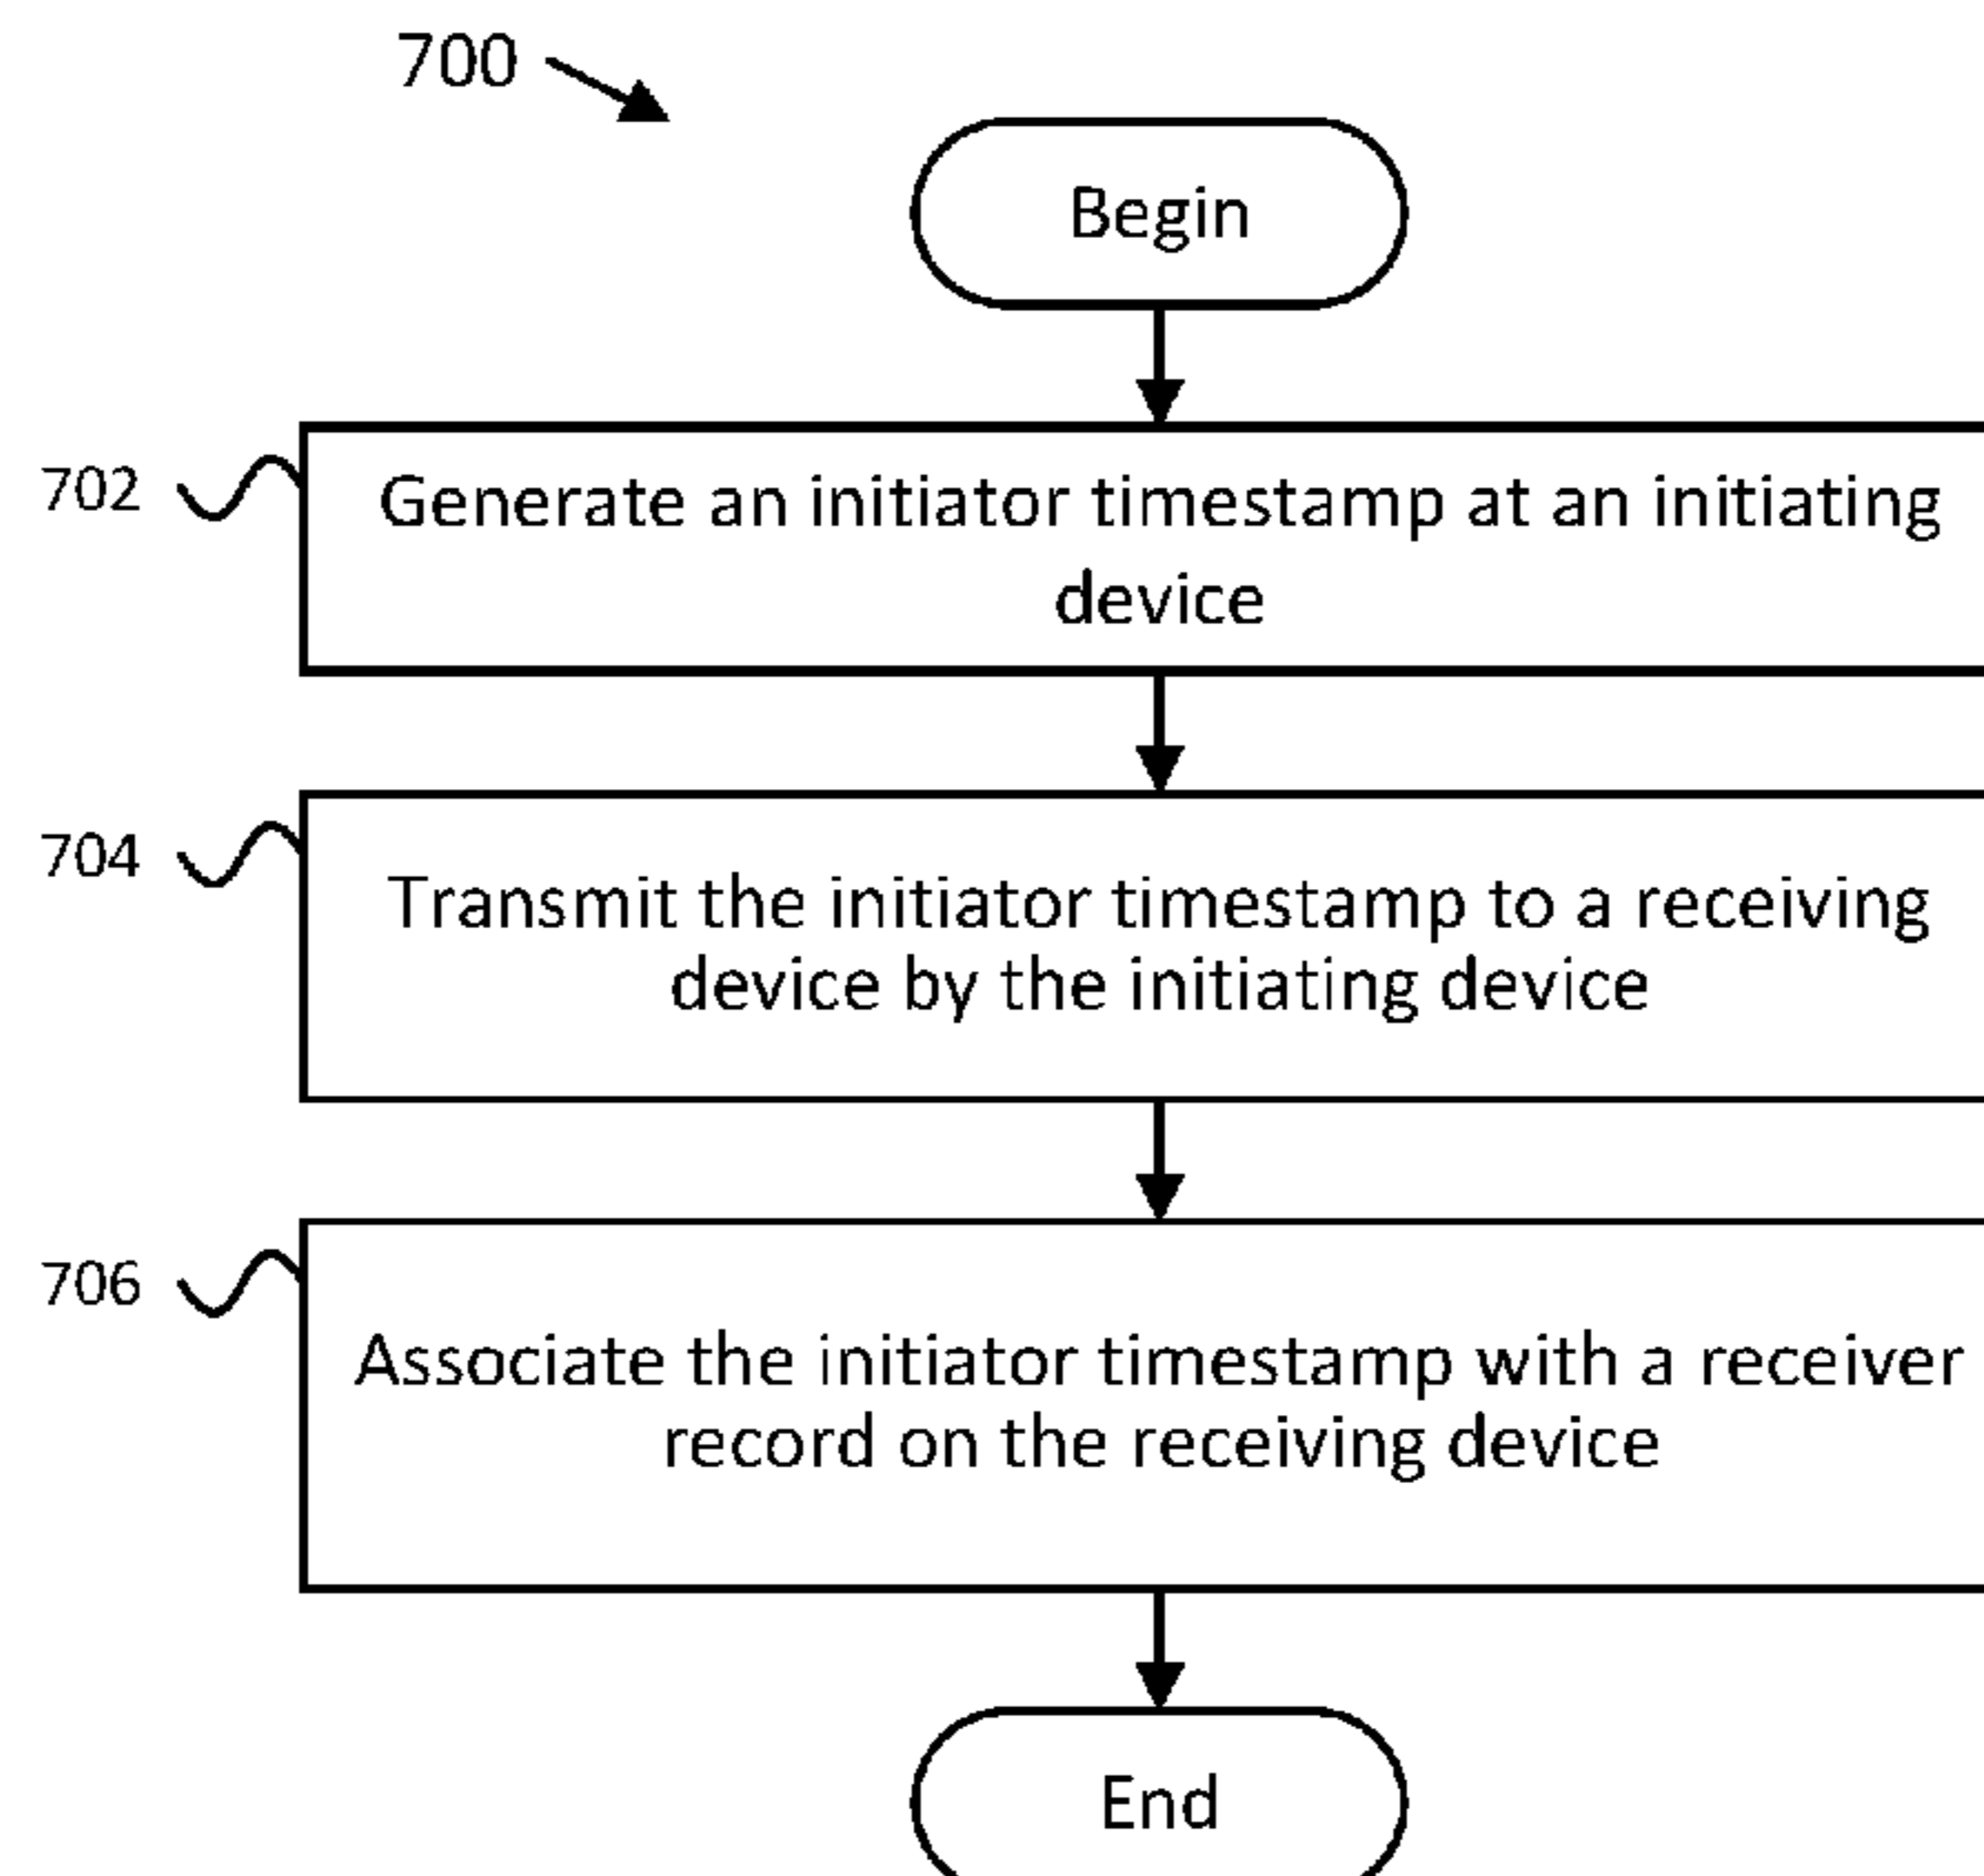 700
Begin
702
Generate an initiator timestamp at an initiating
device
704
Transmit the initiator timestamp to a receiving
device by the initiating device
706
Associate the initiator timestamp with a receiver
record on the receiving device
End